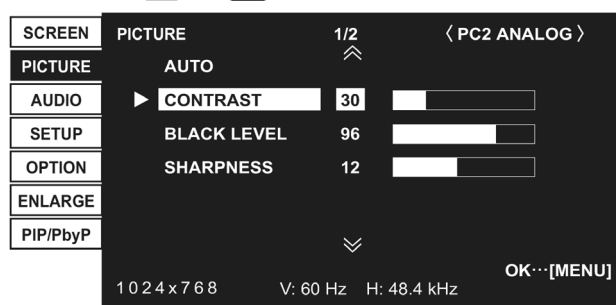 SCREEN
PICTURE
AUDIO
SETUP
OPTION
ENLARGE
PIP/PbyP
PICTURE 1/2 〈 PC2 ANALOG 〉
AUTO
CONTRAST 30
BLACK LEVEL 96
SHARPNESS 12
OK···[MENU]
1024x768 V: 60 Hz H: 48.4 kHz